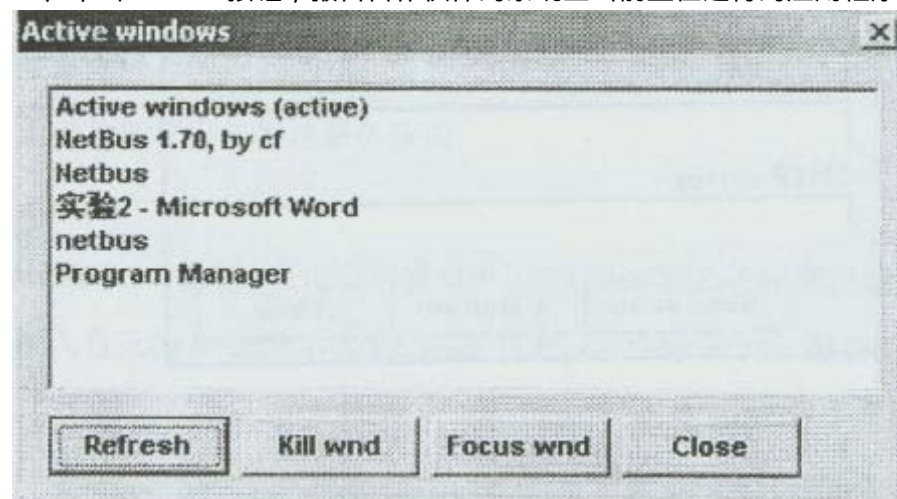 Active windows
Active windows (active)
NetBus 1.70, by cf
Netbus
实验2 - Microsoft Word
netbus
Program Manager
Refresh
Kill wnd
Focus wnd
Close